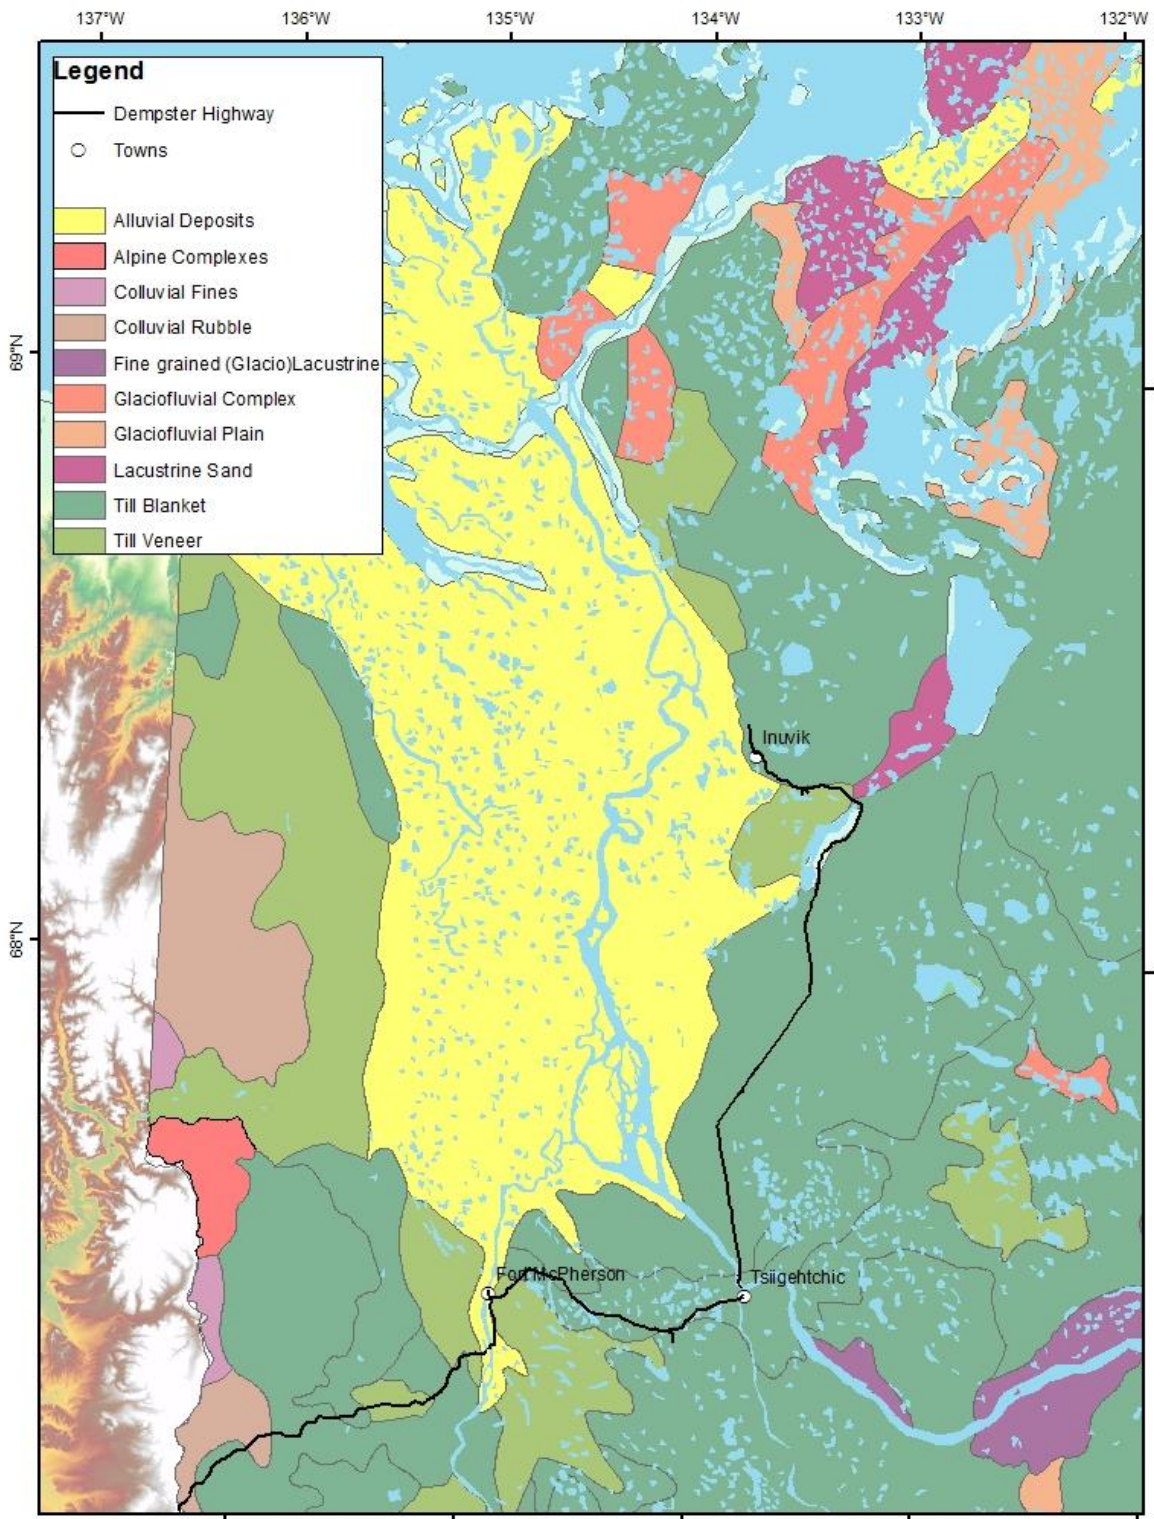 137°W 136°W 135°W 134°W 133°W 132°W
Legend
Dempster Highway
Towns
Alluvial Deposits
Alpine Complexes
Colluvial Fines
Colluvial Rubble
Fine grained (Glacio)Lacustrine
Glaciofluvial Complex
Glaciofluvial Plain
Lacustrine Sand
Till Blanket
Till Veneer
69°N
Inuvik
68°N
Fort McPherson
Tsiigehtchic